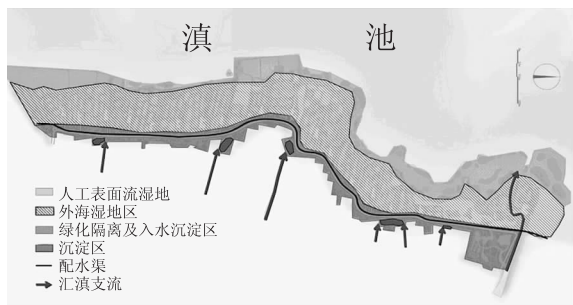 滇池
人工表面流湿地
外海湿地区
绿化隔离及入水沉淀区
沉淀区
配水渠
汇滇支流